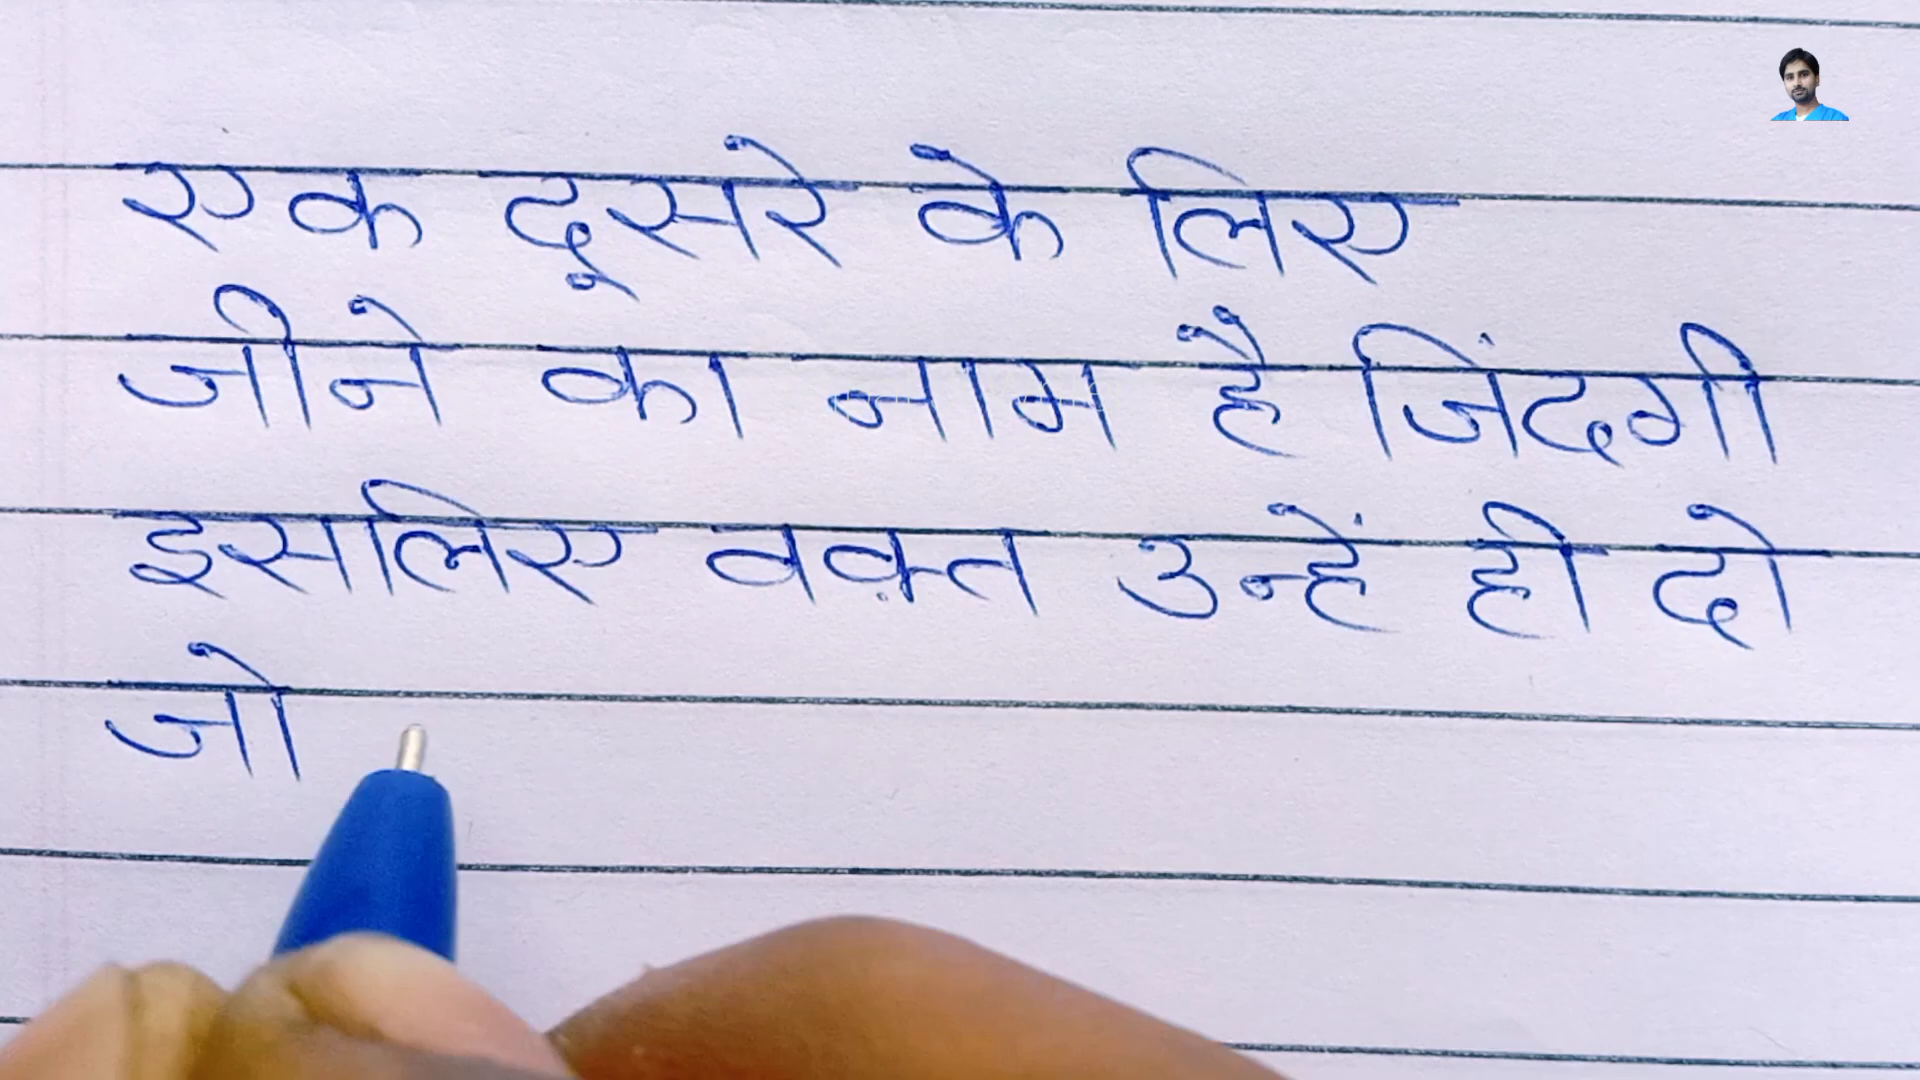 एक दूसरे के लिए
जीने का नाम है जिंदगी
इसलिए वक़्त उन्हें ही दो
जो